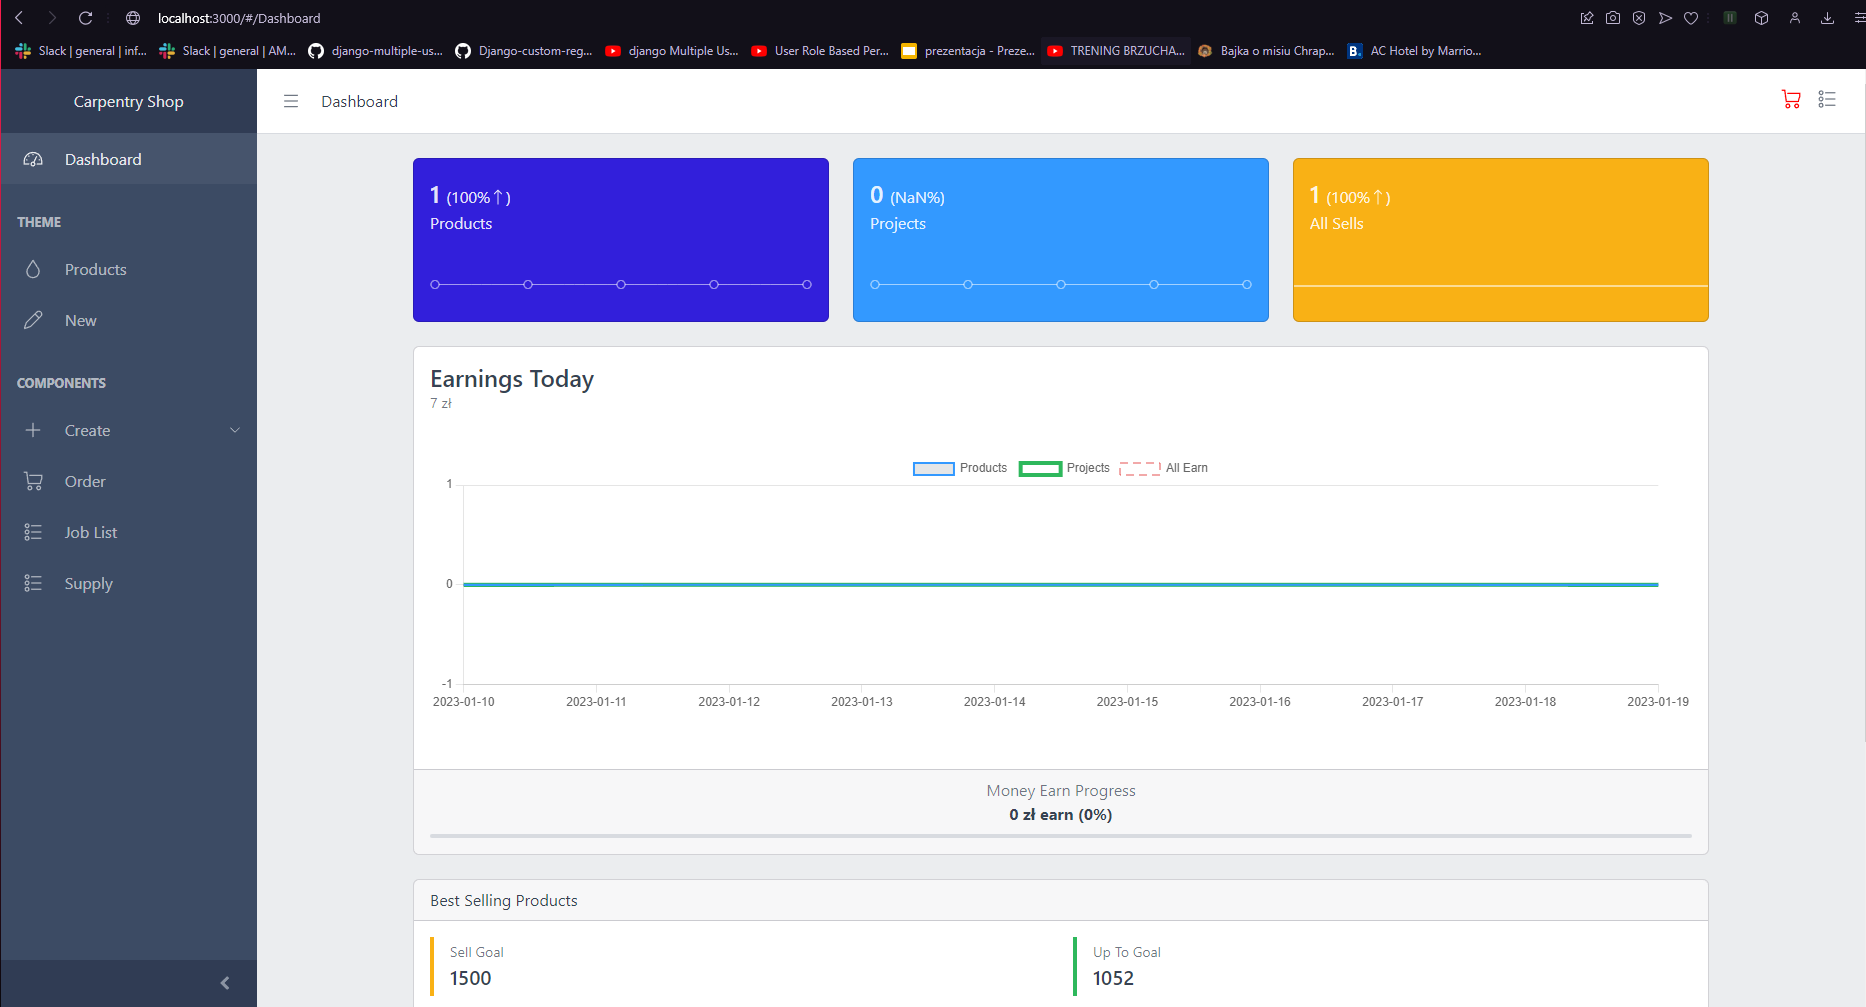 localhost:3000/#/Dashboard
Slack | general | inf... Slack | general | AM... django-multiple-us... Django-custom-reg... django Multiple Us... User Role Based Per... prezentacja - Preze... TRENING BRZUCHA... Bajka o misiu Chrap... B. AC Hotel by Marrio...
Carpentry Shop
Dashboard
THEME
Products
New
COMPONENTS
Create
Order
Job List
Supply
Dashboard
1 (100%↑)
Products
0 (NaN%)
Projects
1 (100%↑)
All Sells
Earnings Today
7 zł
Products Projects All Earn
1
0
-1
2023-01-10 2023-01-11 2023-01-12 2023-01-13 2023-01-14 2023-01-15 2023-01-16 2023-01-17 2023-01-18 2023-01-19
Money Earn Progress
0 zł earn (0%)
Best Selling Products
Sell Goal
1500
Up To Goal
1052